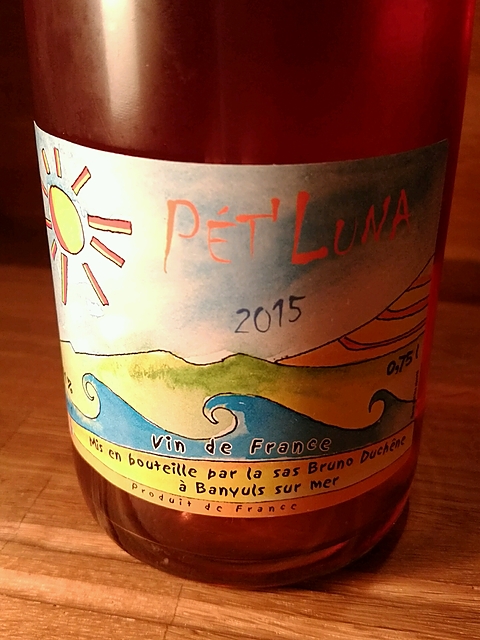 PÉT'LUNA
2015
0,75 l
%
Vin de France
Mis en bouteille par la sas Bruno Duchêne
à Banyuls sur mer
Produit de France